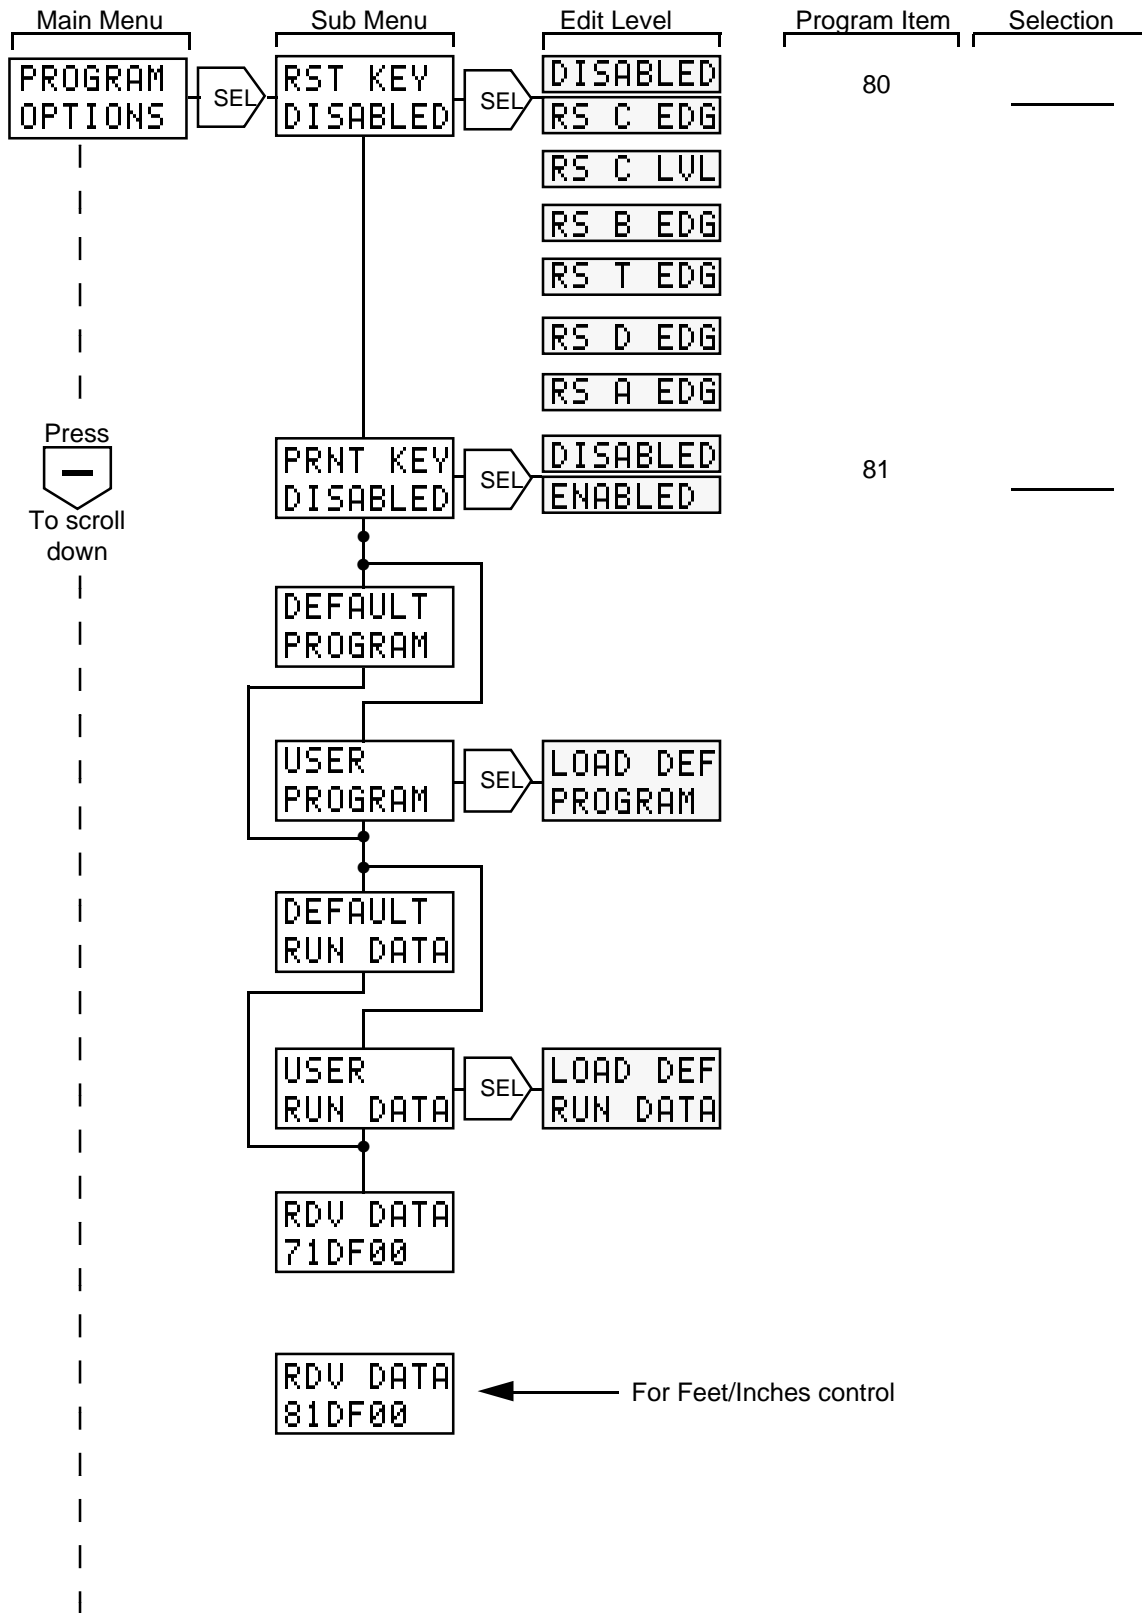 Main Menu
Sub Menu
Edit Level
Program Item
Selection
PROGRAM
OPTIONS
SEL
RST KEY
DISABLED
SEL
DISABLED
RS C EDG
RS C LVL
RS B EDG
RS T EDG
RS D EDG
RS A EDG
80
Press
To scroll
down
PRNT KEY
DISABLED
SEL
DISABLED
ENABLED
81
DEFAULT
PROGRAM
USER
PROGRAM
SEL
LOAD DEF
PROGRAM
DEFAULT
RUN DATA
USER
RUN DATA
SEL
LOAD DEF
RUN DATA
RDV DATA
71DF00
RDV DATA
81DF00
For Feet/Inches control